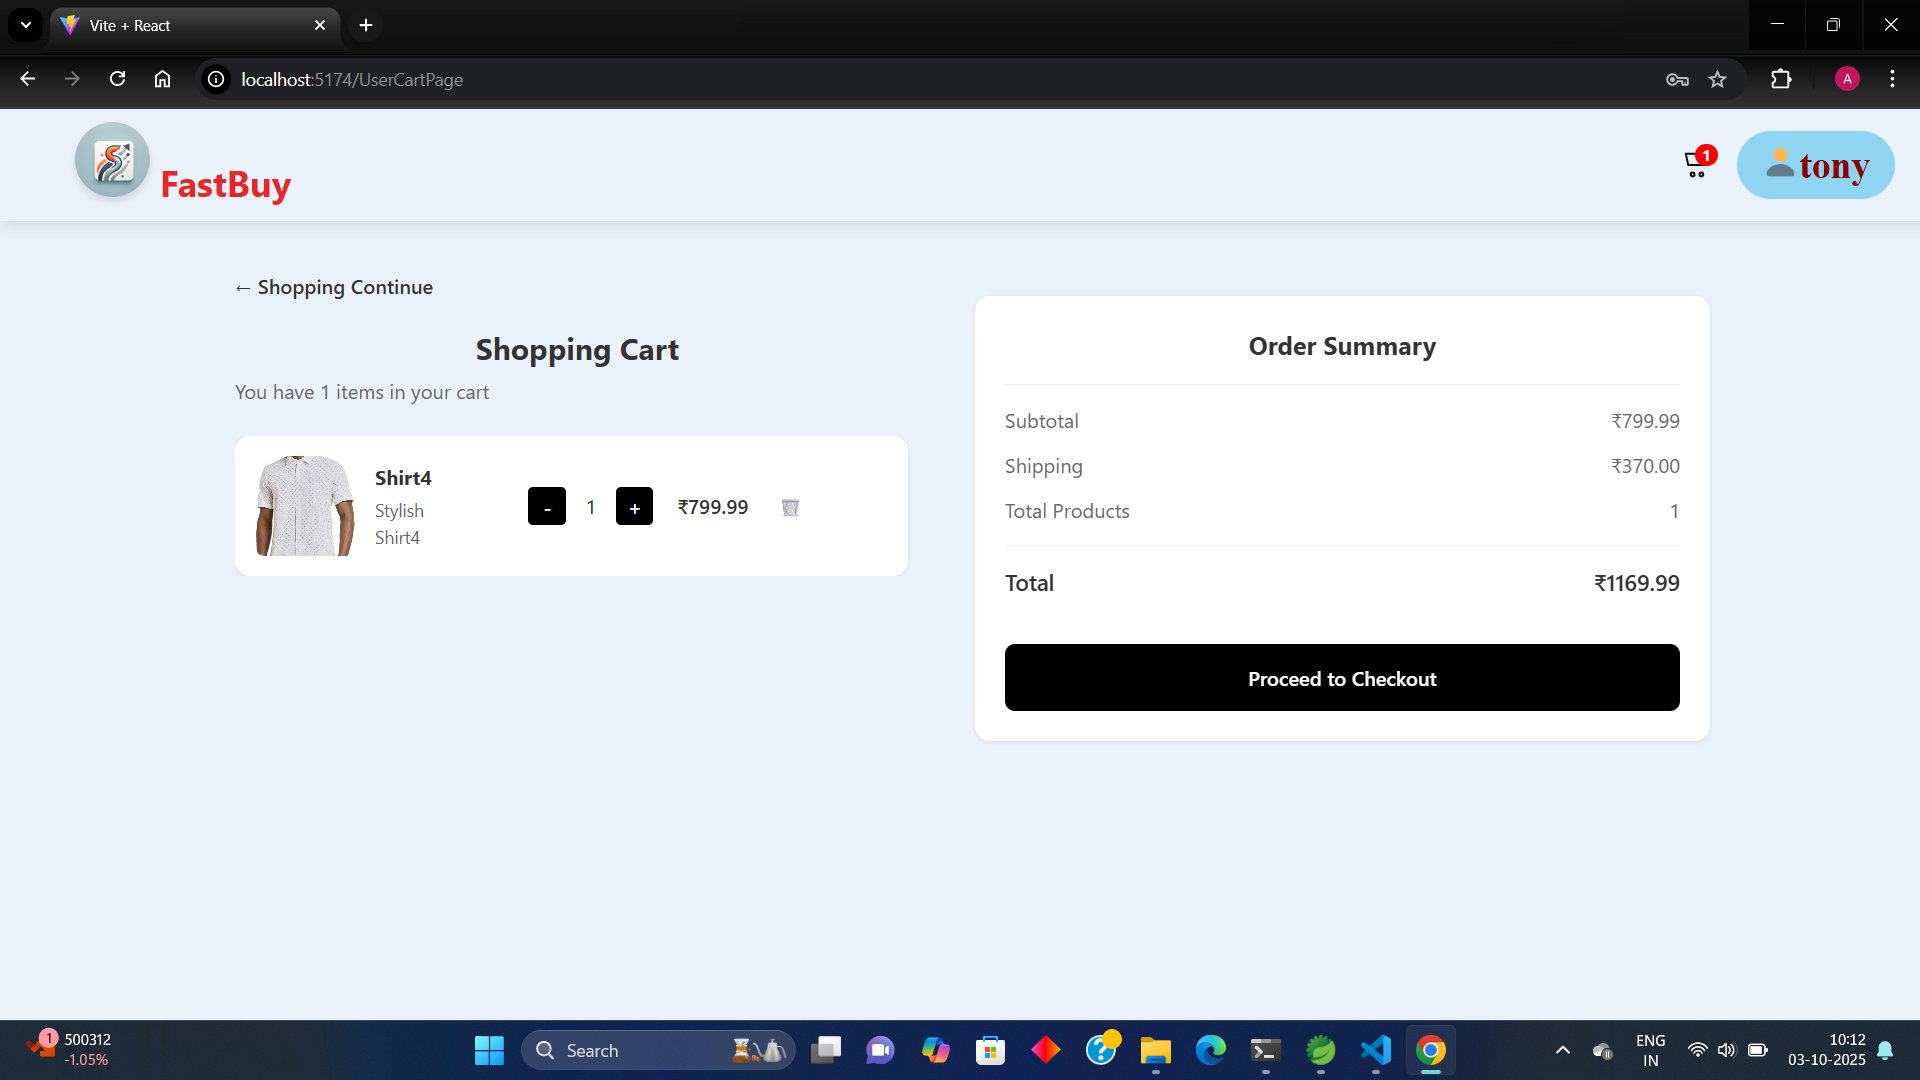 Vite + React
localhost:5174/UserCartPage
A
FastBuy
1
tony
← Shopping Continue
Shopping Cart
You have 1 items in your cart
Shirt4
Stylish
Shirt4
- 1 + ₹799.99
Order Summary
Subtotal ₹799.99
Shipping ₹370.00
Total Products 1
Total ₹1169.99
Proceed to Checkout
1
500312
-1.05%
Search
ENG
IN
10:12
03-10-2025